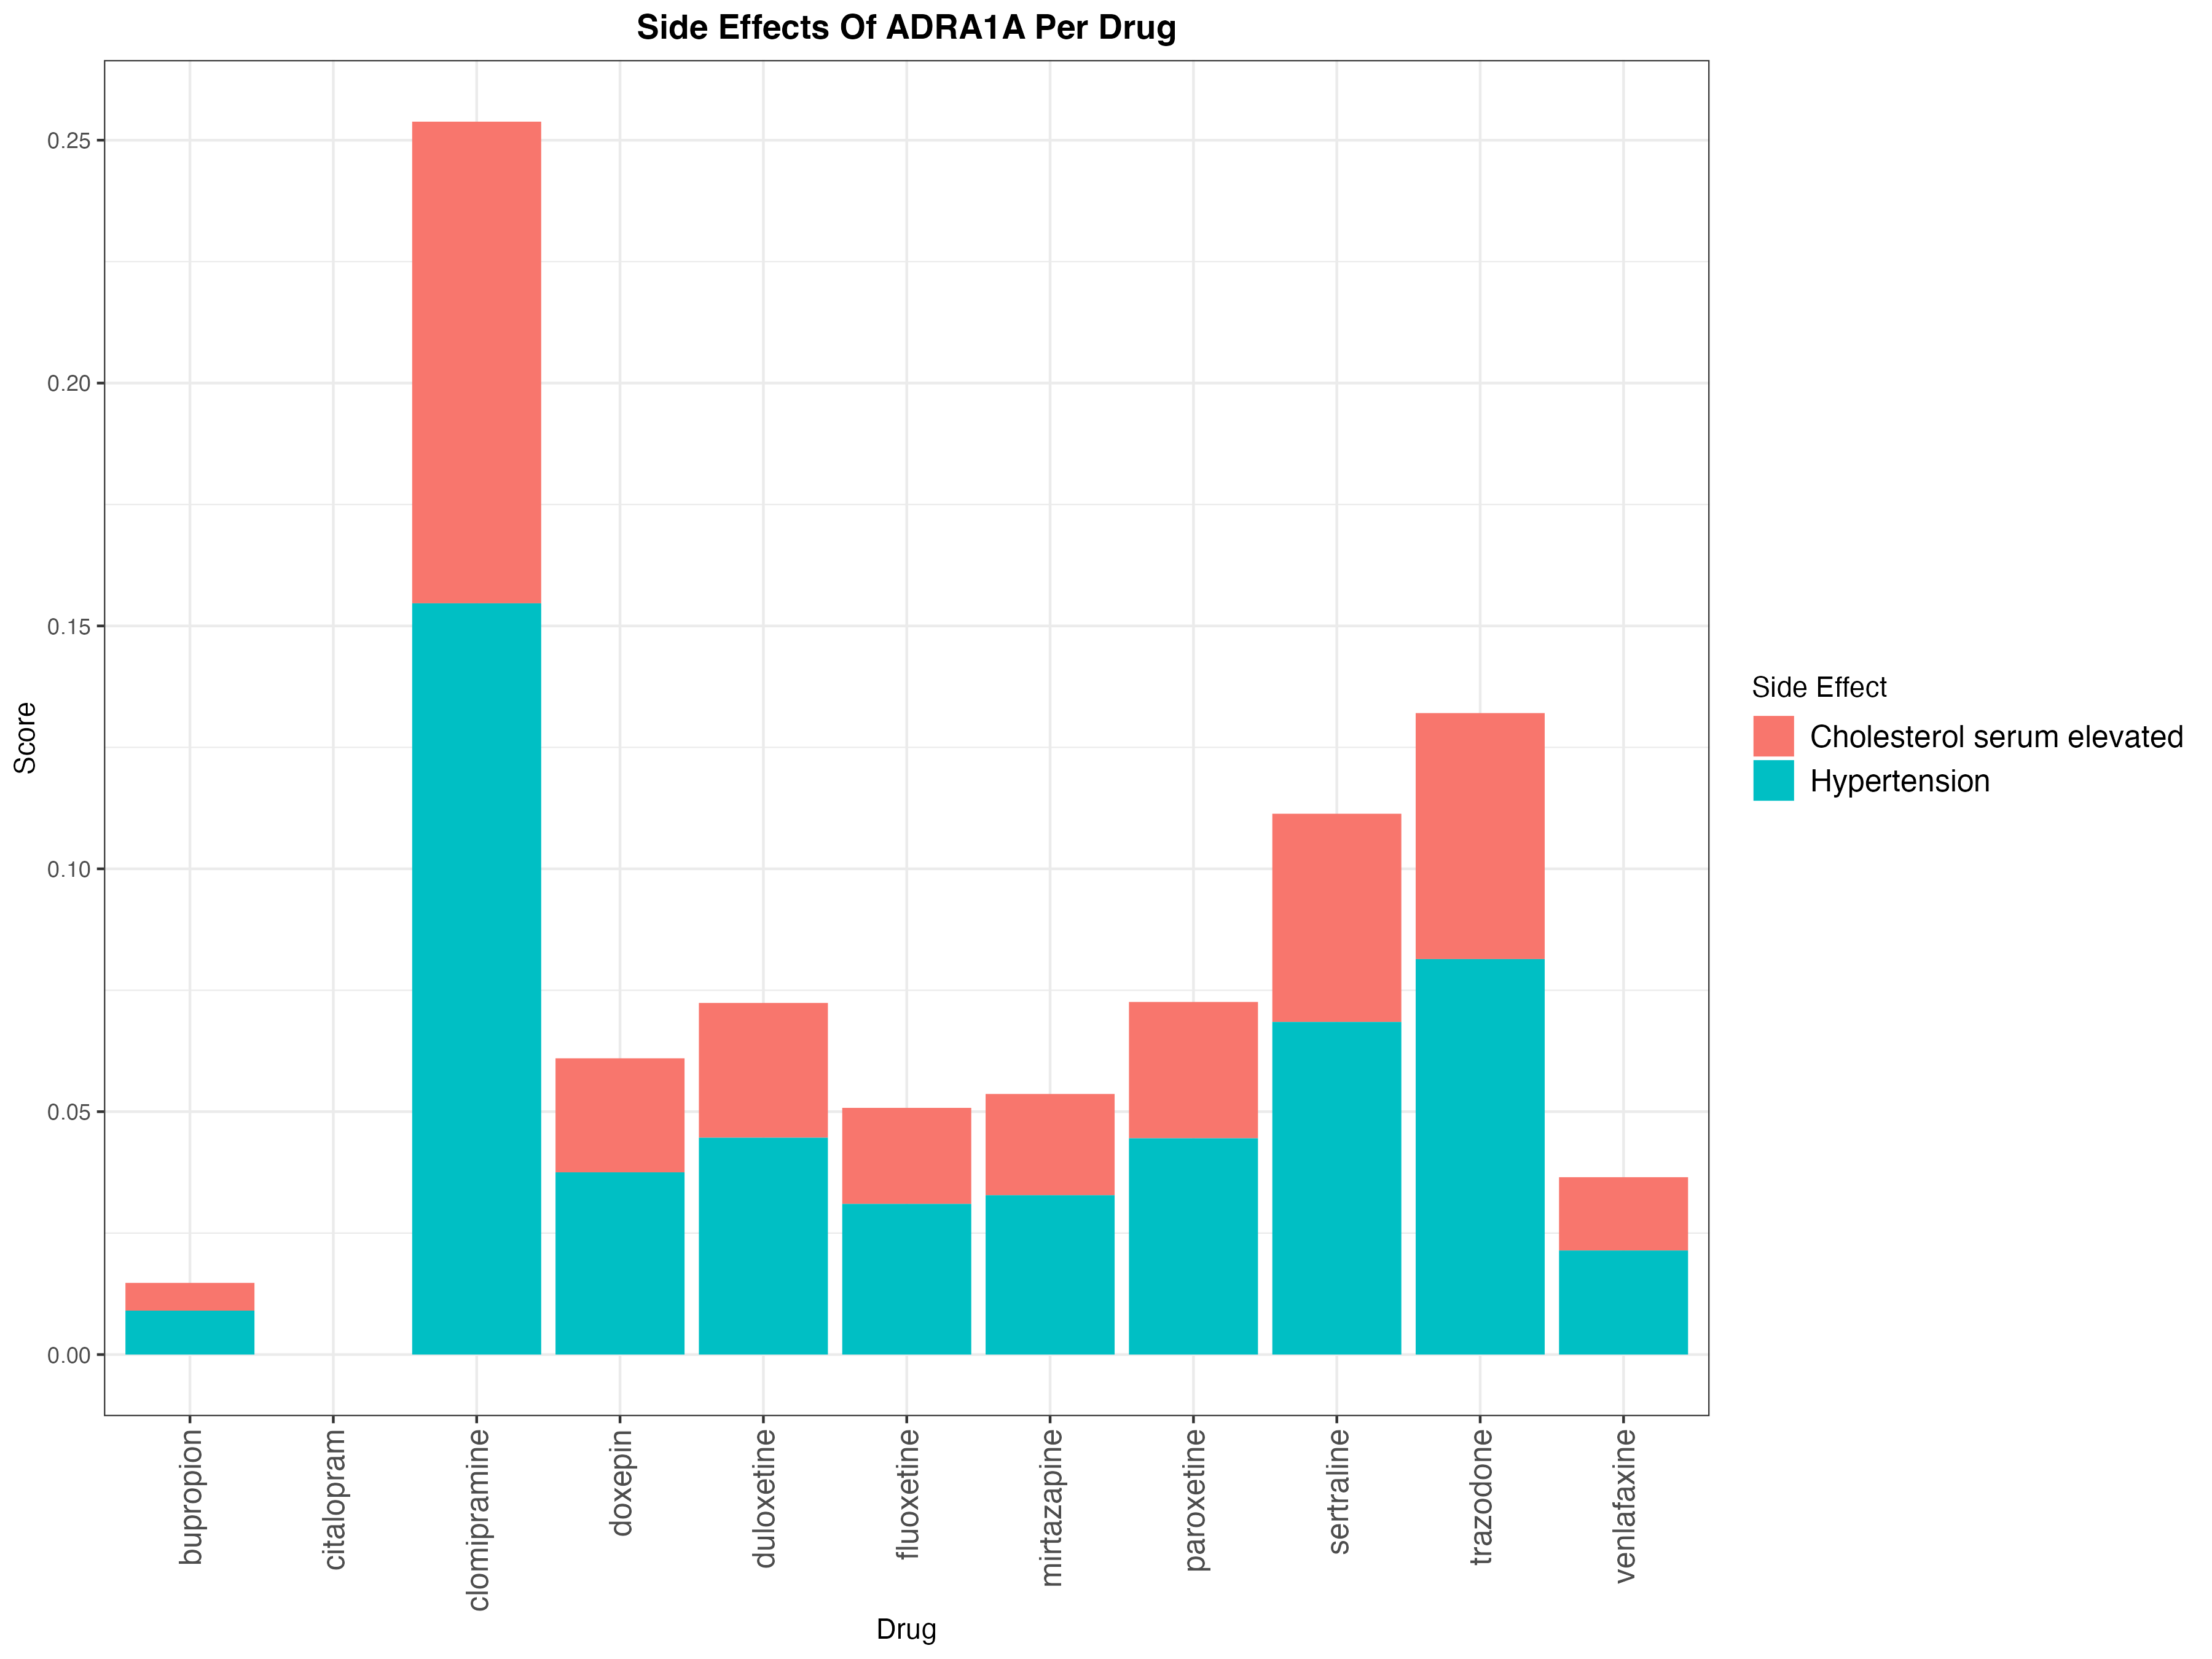 Side Effects Of ADRA1A Per Drug
Score
0.25
0.20
0.15
0.10
0.05
0.00
bupropion
citalopram
clomipramine
doxepin
duloxetine
fluoxetine
mirtazapine
paroxetine
sertraline
trazodone
venlafaxine
Drug
Side Effect
Cholesterol serum elevated
Hypertension